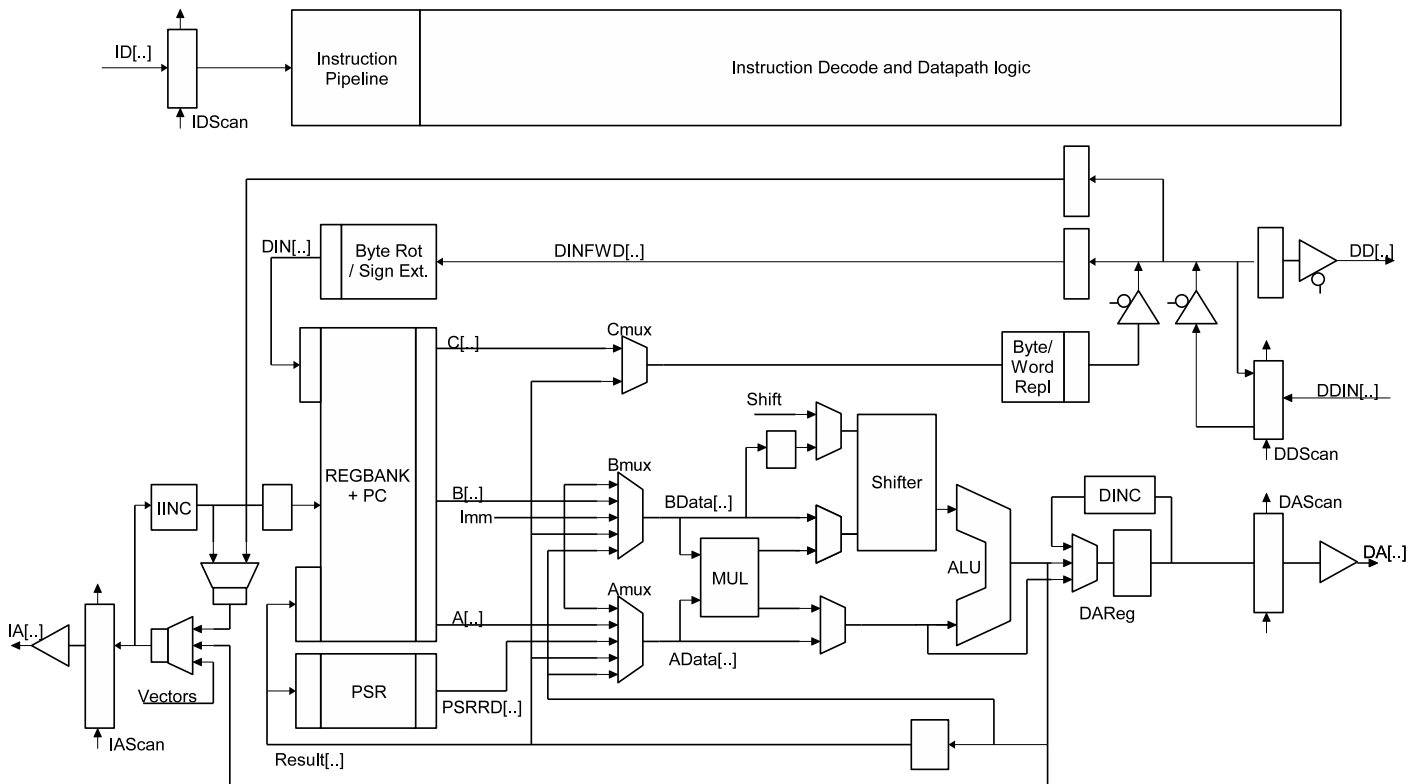 ID[..]
IDScan
Instruction
Pipeline
Instruction Decode and Datapath logic
DIN[..]
Byte Rot
/ Sign Ext.
DINFWD[..]
DD[..]
Cmux
C[..]
Byte/
Word
Repl
DDIN[..]
DDScan
Shift
REGBANK
+ PC
B[..]
Imm
Bmux
BData[..]
Shifter
IINC
DINC
DAScan
DA[..]
MUL
ALU
DAReg
Amux
A[..]
AData[..]
IA[..]
Vectors
IAScan
PSR
PSRRD[..]
Result[..]